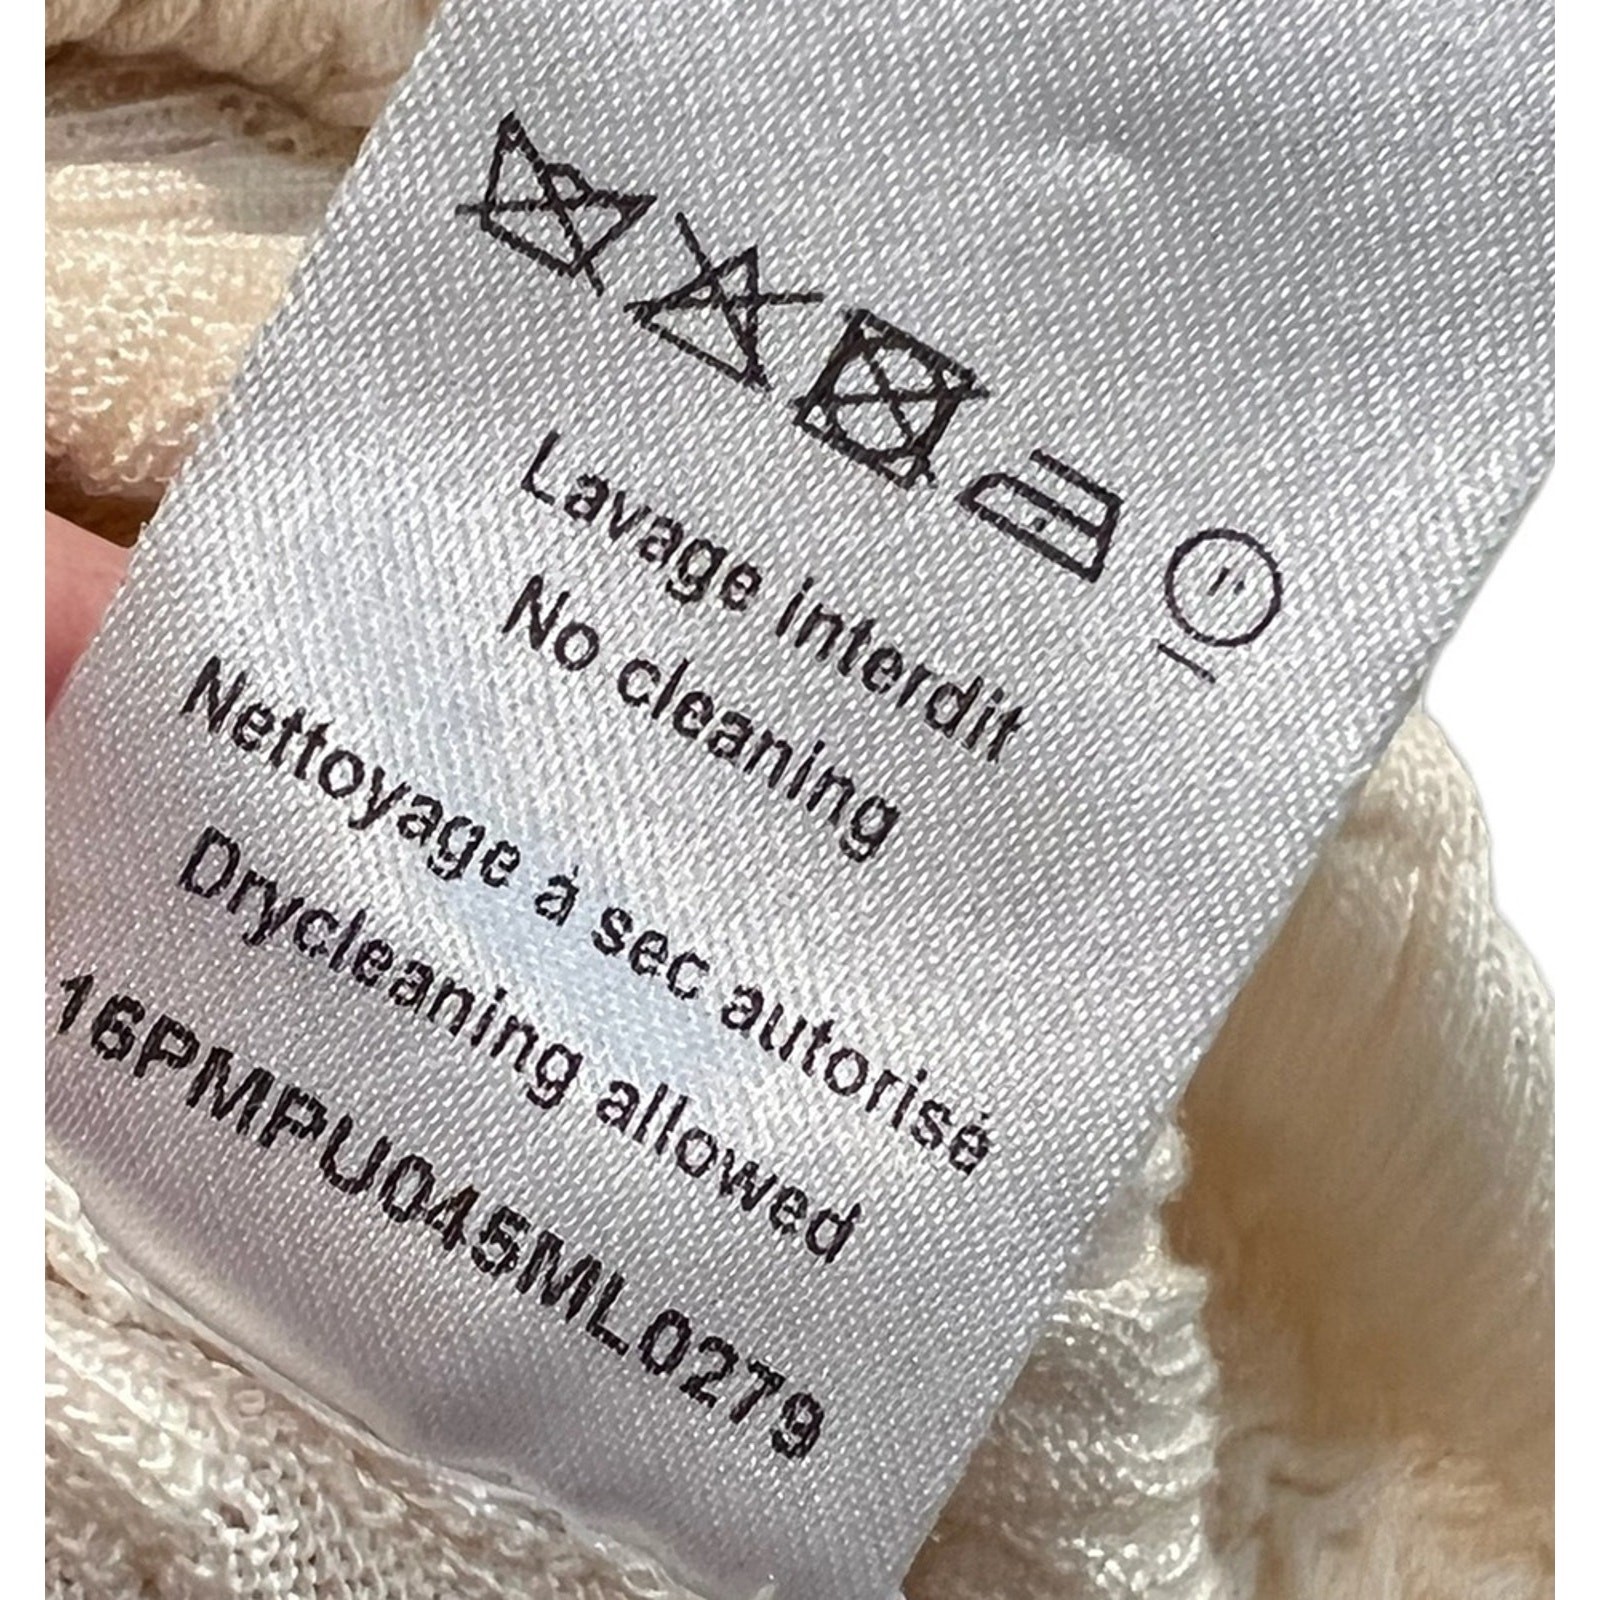 Lavage interdit
No cleaning
Nettoyage à sec autorisé
Drycleaning allowed
16PMPU045ML0279